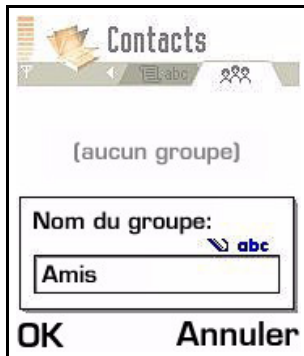 Contacts
abc
(aucun groupe)
Nom du groupe:
abc
Amis
OK Annuler